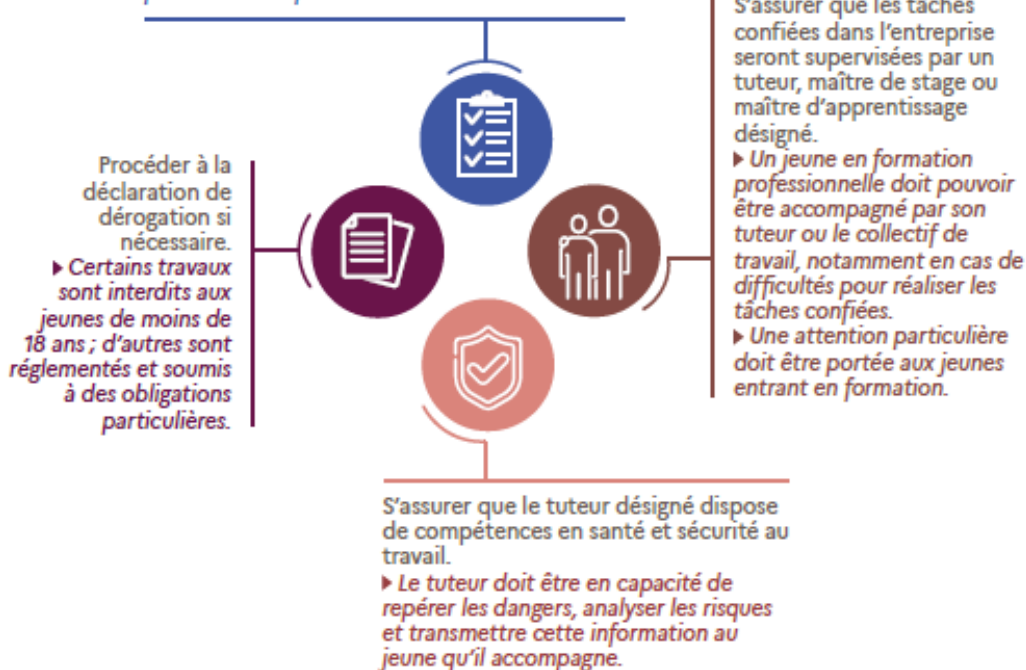 S'assurer que les tâches
confiées dans l'entreprise
seront supervisées par un
tuteur, maître de stage ou
maître d'apprentissage
désigné.
▸ Un jeune en formation
professionnelle doit pouvoir
être accompagné par son
tuteur ou le collectif de
travail, notamment en cas de
difficultés pour réaliser les
tâches confiées.
▸ Une attention particulière
doit être portée aux jeunes
entrant en formation.
Procéder à la
déclaration de
dérogation si
nécessaire.
▸ Certains travaux
sont interdits aux
jeunes de moins de
18 ans ; d'autres sont
réglementés et soumis
à des obligations
particulières.
S'assurer que le tuteur désigné dispose
de compétences en santé et sécurité au
travail.
▸ Le tuteur doit être en capacité de
repérer les dangers, analyser les risques
et transmettre cette information au
jeune qu'il accompagne.